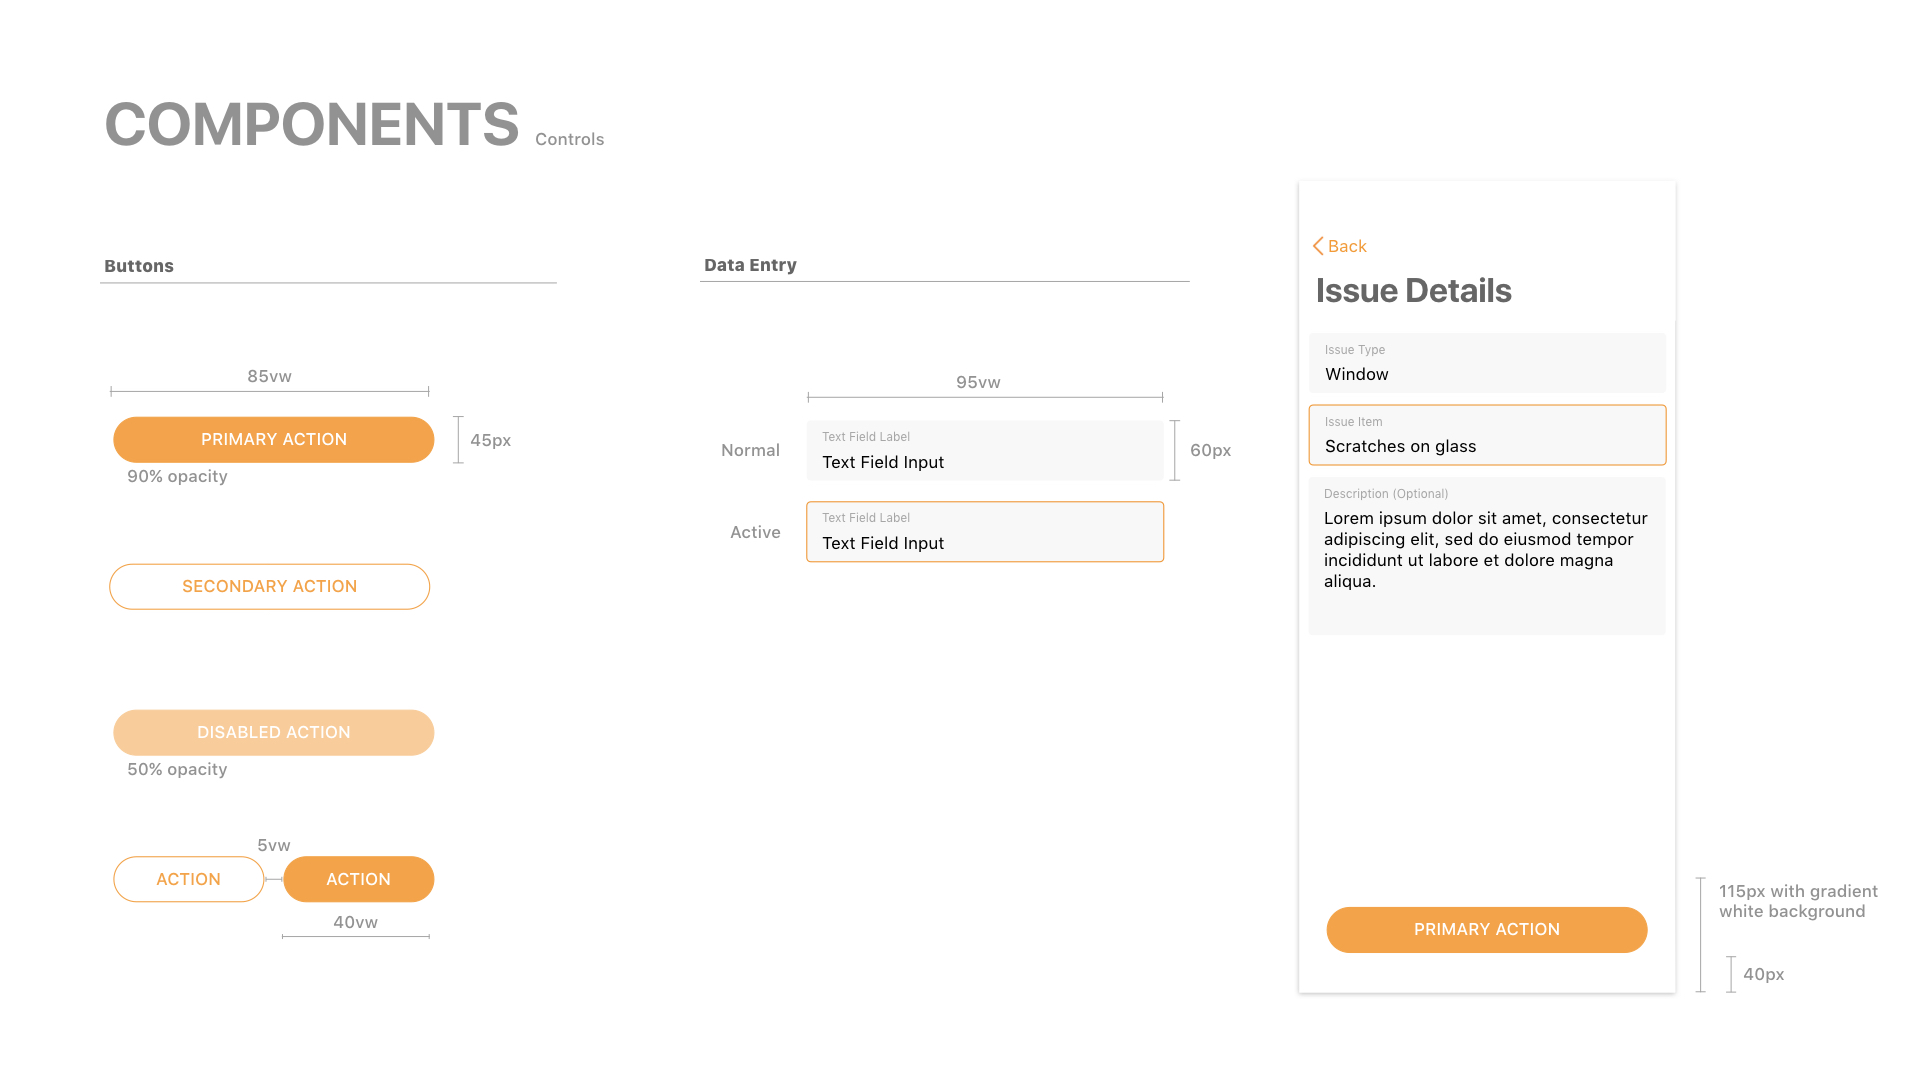 COMPONENTS Controls
Buttons
85vw
PRIMARY ACTION
45px
90% opacity
SECONDARY ACTION
DISABLED ACTION
50% opacity
5vw
ACTION
ACTION
40vw
Data Entry
95vw
Normal
Text Field Label
Text Field Input
60px
Active
Text Field Label
Text Field Input
Back
Issue Details
Issue Type
Window
Issue Item
Scratches on glass
Description (Optional)
Lorem ipsum dolor sit amet, consectetur
adipiscing elit, sed do eiusmod tempor
incididunt ut labore et dolore magna
aliqua.
PRIMARY ACTION
115px with gradient
white background
40px